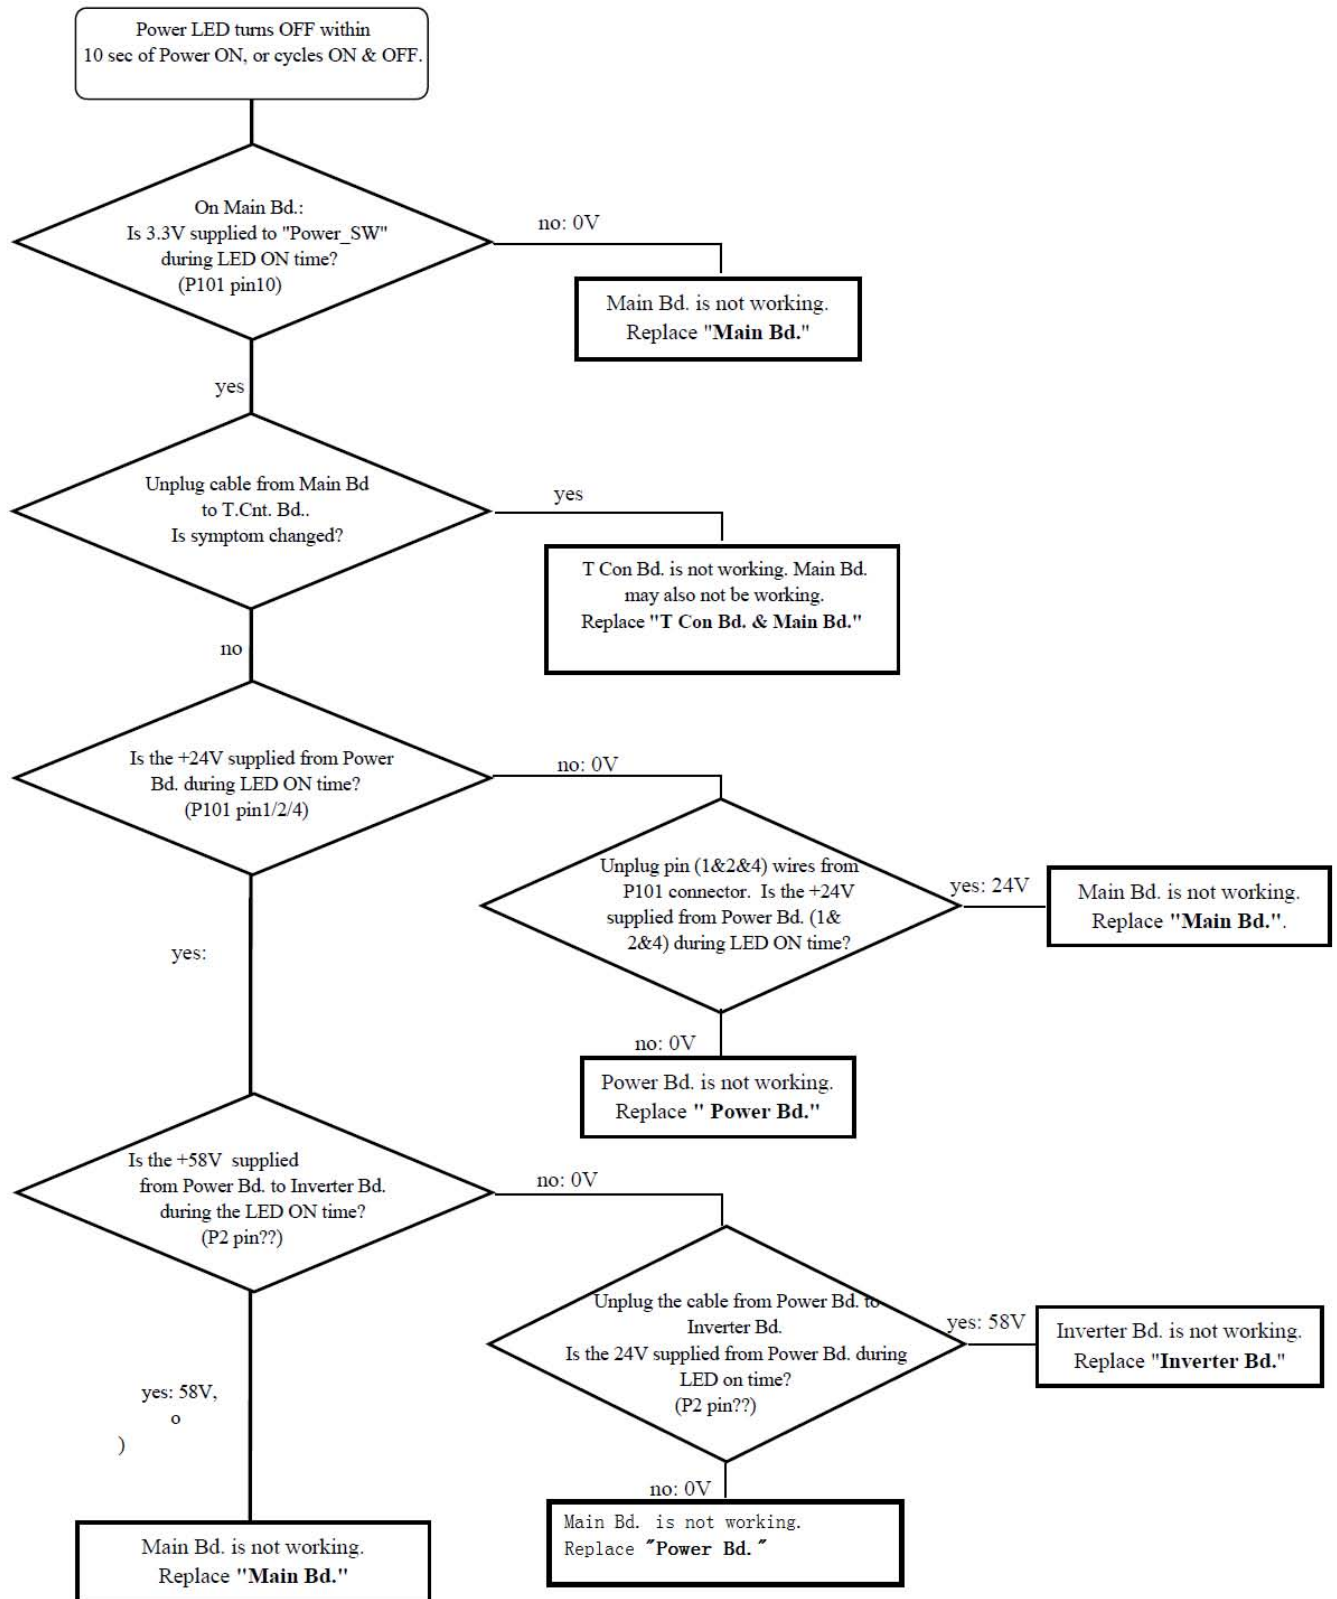 Power LED turns OFF within
10 sec of Power ON, or cycles ON & OFF.
On Main Bd.:
Is 3.3V supplied to "Power_SW"
during LED ON time?
(P101 pin10)
no: 0V
Main Bd. is not working.
Replace "Main Bd."
yes
Unplug cable from Main Bd
to T.Cnt. Bd..
Is symptom changed?
yes
T Con Bd. is not working. Main Bd.
may also not be working.
Replace "T Con Bd. & Main Bd."
no
Is the +24V supplied from Power
Bd. during LED ON time?
(P101 pin1/2/4)
no: 0V
Unplug pin (1&2&4) wires from
P101 connector. Is the +24V
supplied from Power Bd. (1&
2&4) during LED ON time?
yes: 24V
Main Bd. is not working.
Replace "Main Bd.".
yes:
no: 0V
Power Bd. is not working.
Replace " Power Bd."
Is the +58V supplied
from Power Bd. to Inverter Bd.
during the LED ON time?
(P2 pin??)
no: 0V
Unplug the cable from Power Bd. to
Inverter Bd.
Is the 24V supplied from Power Bd. during
LED on time?
(P2 pin??)
yes: 58V
Inverter Bd. is not working.
Replace "Inverter Bd."
yes: 58V,
o
)
no: 0V
Main Bd. is not working.
Replace "Power Bd."
Main Bd. is not working.
Replace "Main Bd."